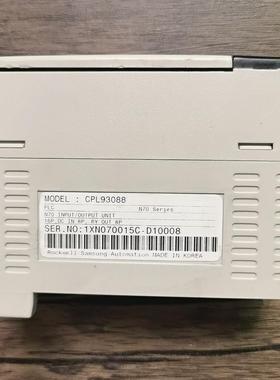 MODEL : CPL93088
PLC N70 Series
N70 INPUT/OUTPUT UNIT
16P,DC IN 8P, RY OUT 8P
SER.NO:1XN070015C-D10008
Rockwell Samsung Automation MADE IN KOREA